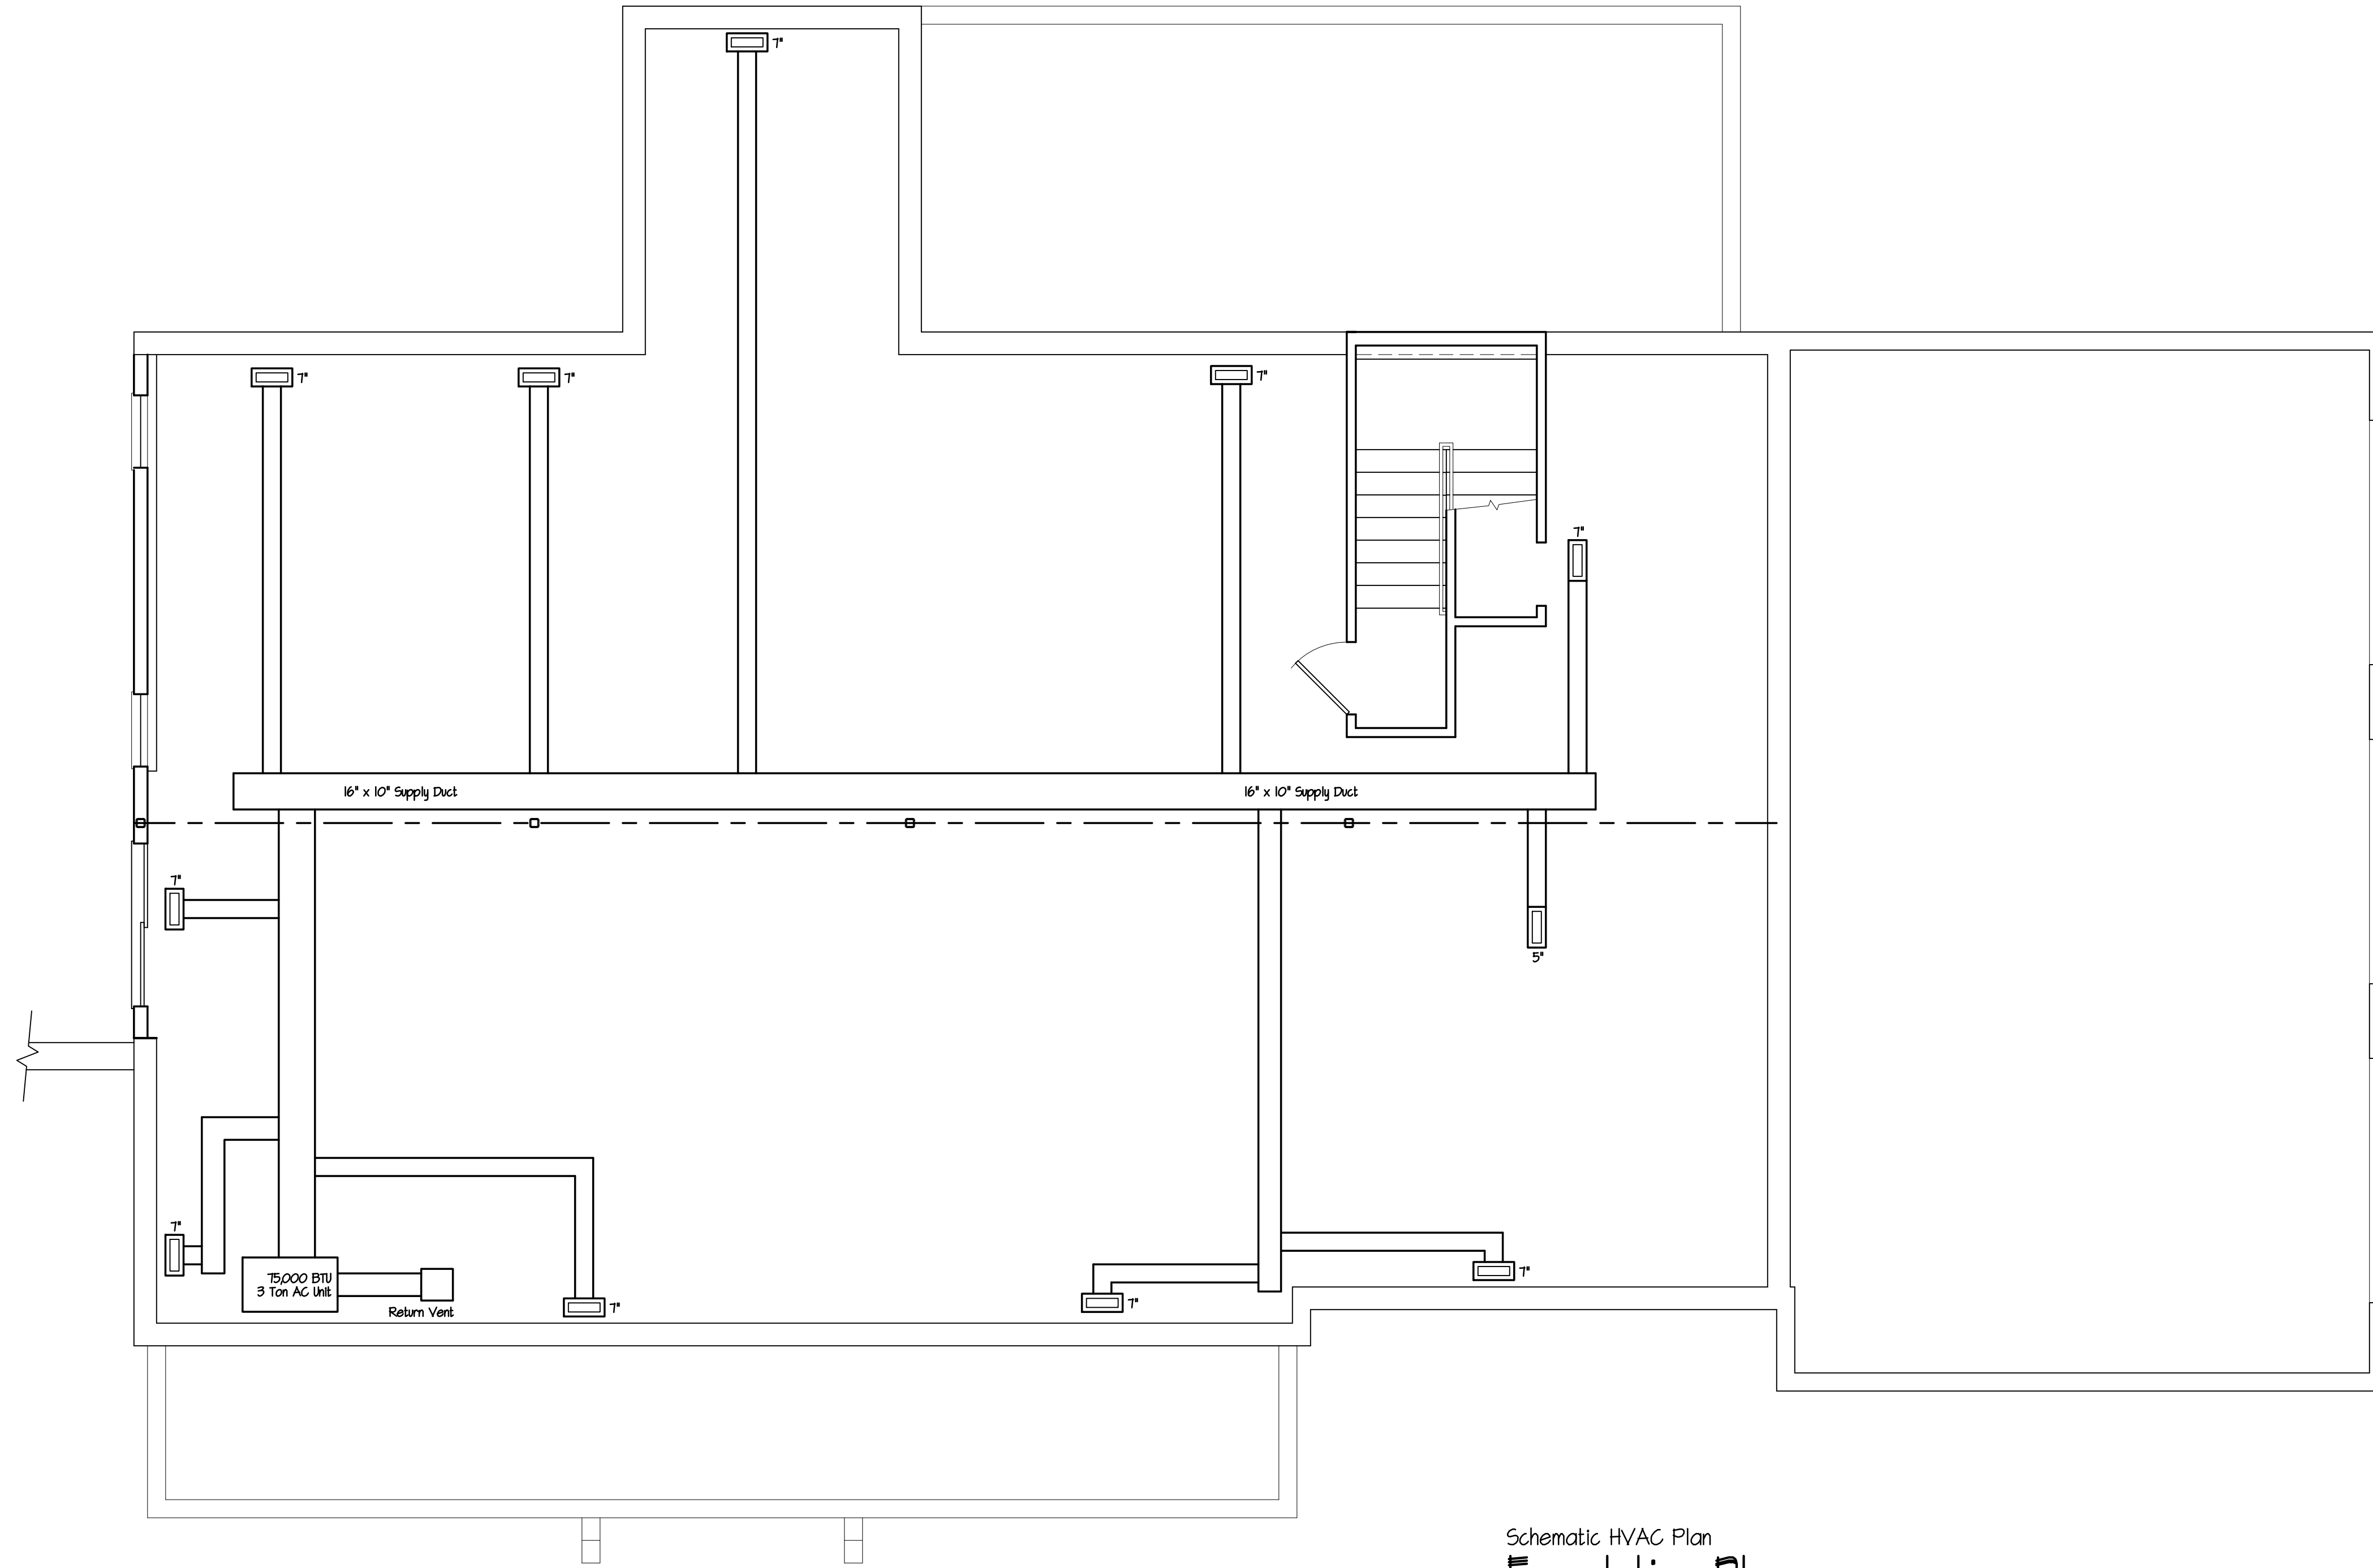 7"
7"
7"
7"
7"
16" x 10" Supply Duct
16" x 10" Supply Duct
7"
5"
7"
75,000 BTU
3 Ton AC Unit
Return Vent
7"
7"
7"
Schematic HVAC Plan